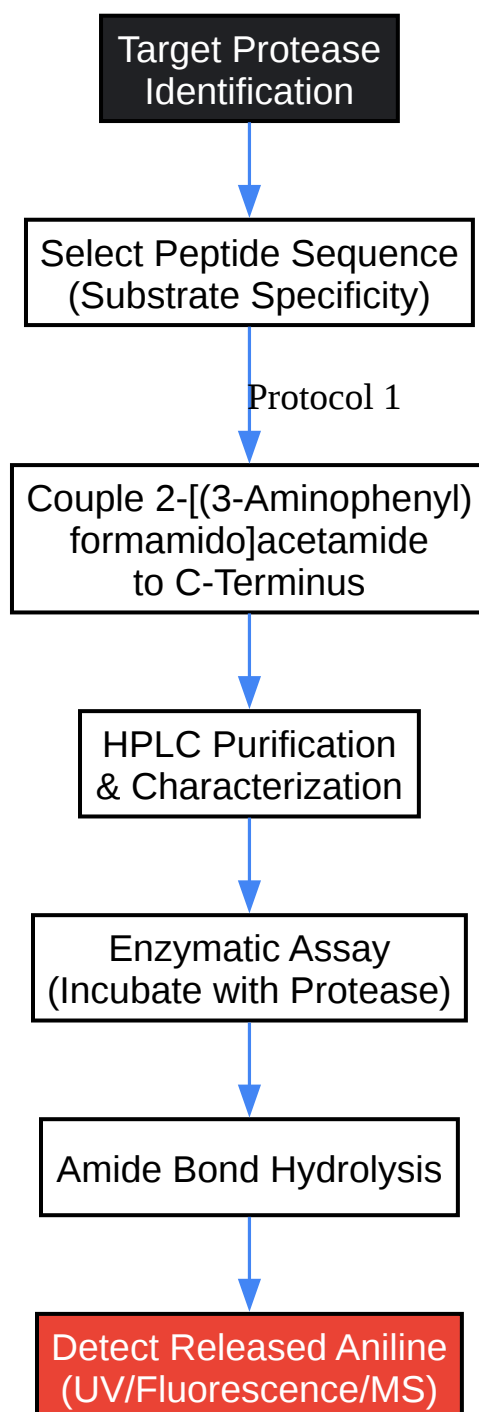 Target Protease
Identification
Select Peptide Sequence
(Substrate Specificity)
Protocol 1
Couple 2-[(3-Aminophenyl)
formamido]acetamide
to C-Terminus
HPLC Purification
& Characterization
Enzymatic Assay
(Incubate with Protease)
Amide Bond Hydrolysis
Detect Released Aniline
(UV/Fluorescence/MS)